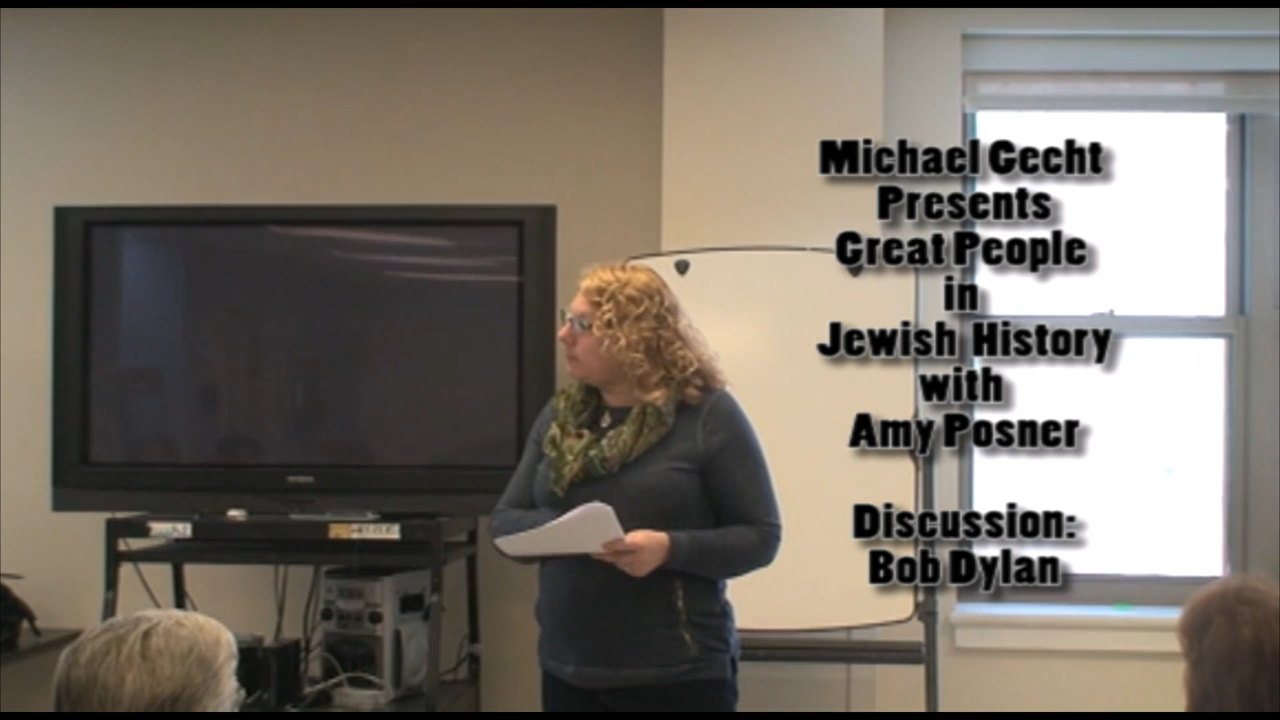 Michael Gecht
Presents
Great People
in
Jewish History
with
Amy Posner
Discussion:
Bob Dylan